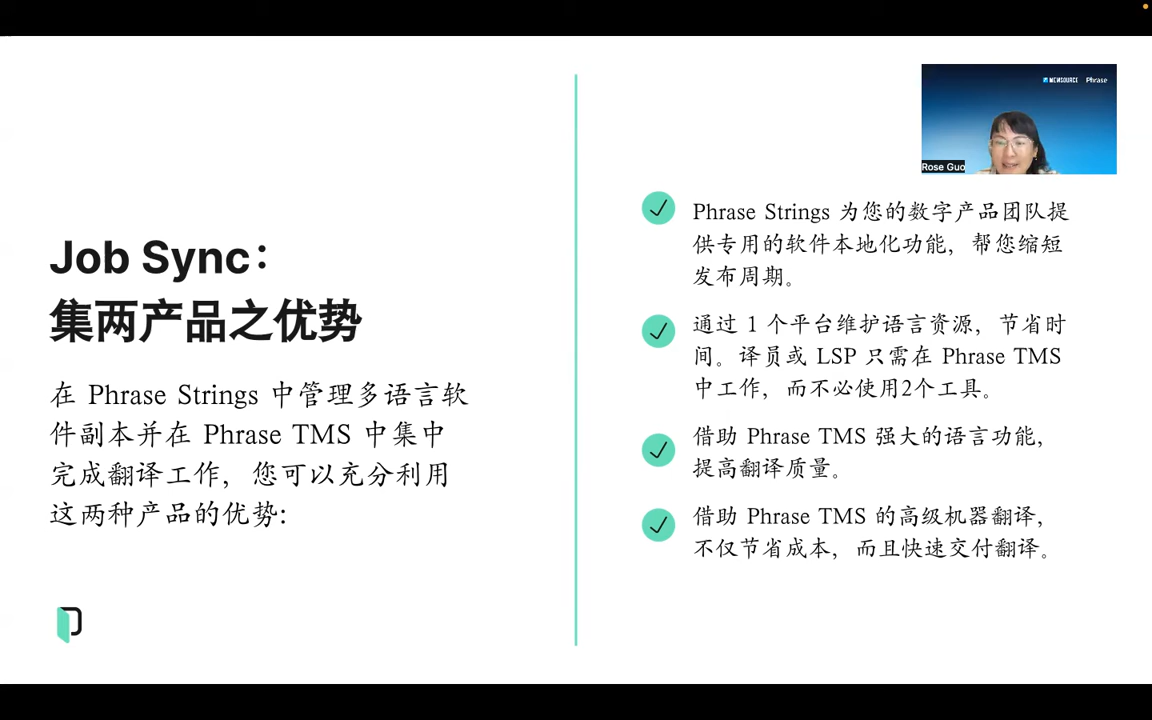 Job Sync：
集两产品之优势
在 Phrase Strings 中管理多语言软
件副本并在 Phrase TMS 中集中
完成翻译工作，您可以充分利用
这两种产品的优势:
MEWSOURCE Phrase
Rose Guo
Phrase Strings 为您的数字产品团队提
供专用的软件本地化功能，帮您缩短
发布周期。
通过 1 个平台维护语言资源，节省时
间。译员或 LSP 只需在 Phrase TMS
中工作，而不必使用2个工具。
借助 Phrase TMS 强大的语言功能，
提高翻译质量。
借助 Phrase TMS 的高级机器翻译，
不仅节省成本，而且快速交付翻译。